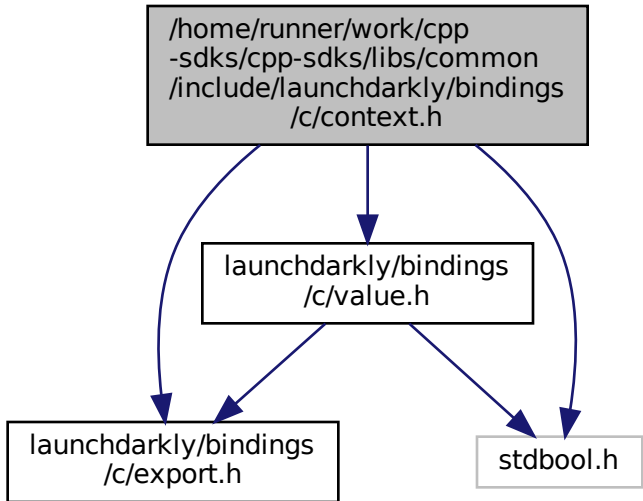 /home/runner/work/cpp
-sdks/cpp-sdks/libs/common
/include/launchdarkly/bindings
/c/context.h
launchdarkly/bindings
/c/value.h
launchdarkly/bindings
/c/export.h
stdbool.h